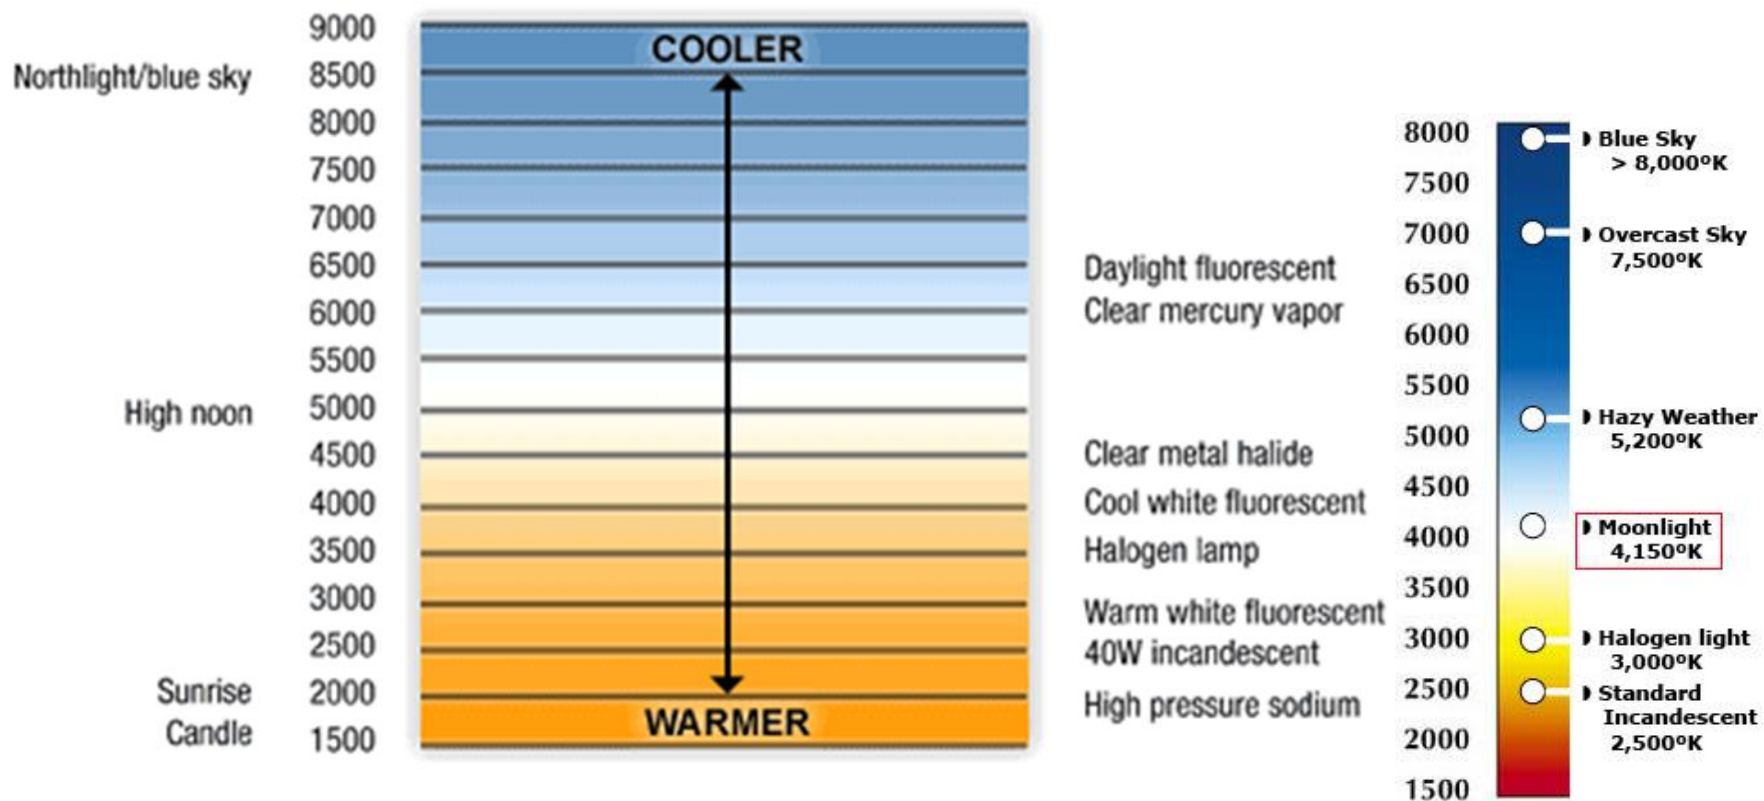 9000
COOLER
Northlight/blue sky 8500
8000
7500
7000
6500 Daylight fluorescent
6000 Clear mercury vapor
5500
High noon 5000
4500 Clear metal halide
4000 Cool white fluorescent
3500 Halogen lamp
3000 Warm white fluorescent
2500 40W incandescent
Sunrise 2000 High pressure sodium
WARMER
Candle 1500
8000 Blue Sky
> 8,000ºK
7500
7000 Overcast Sky
7,500ºK
6500
6000
5500
Hazy Weather
5000 5,200ºK
4500
Moonlight
4000 4,150ºK
3500
3000 Halogen light
3,000ºK
2500 Standard
Incandescent
2000 2,500ºK
1500